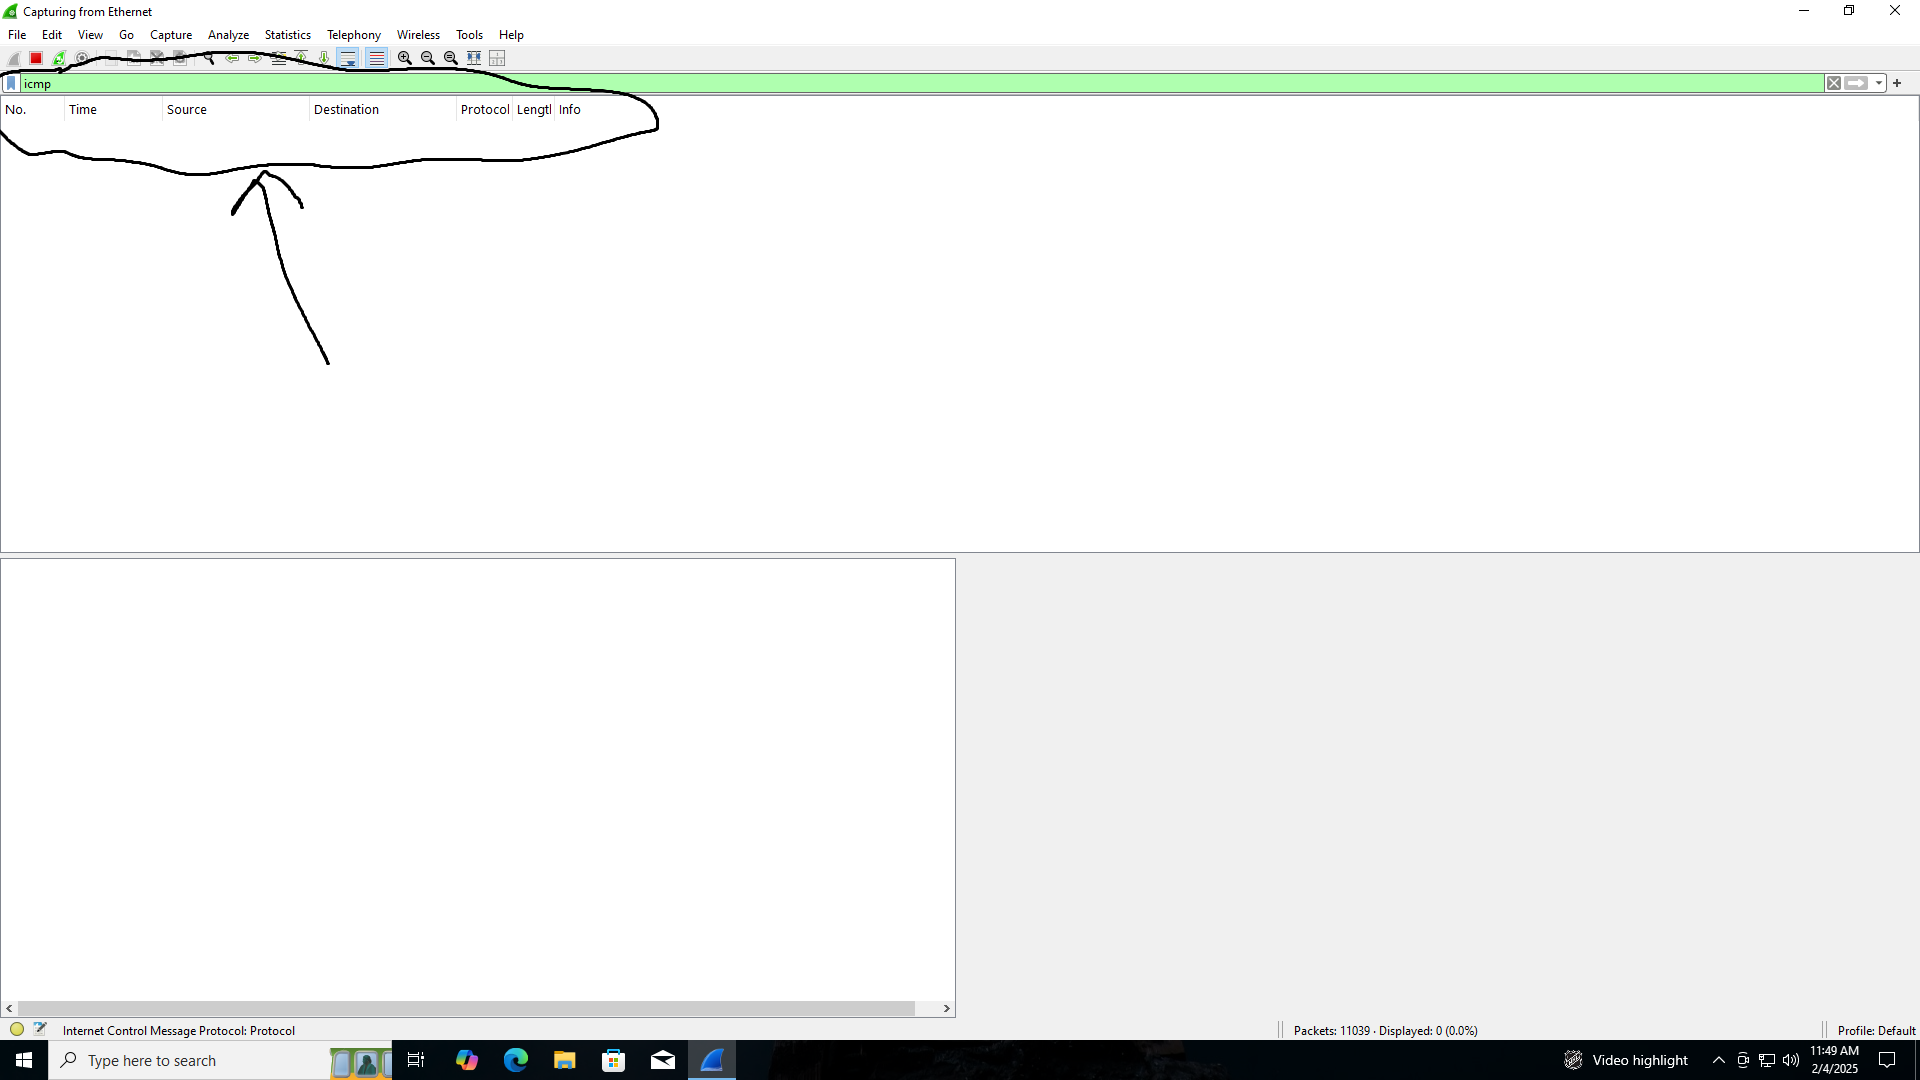 Capturing from Ethernet
File Edit View Go Capture Analyze Statistics Telephony Wireless Tools Help
icmp
No. Time Source Destination Protocol Lengtl Info
Internet Control Message Protocol: Protocol
Packets: 11039 · Displayed: 0 (0.0%)
Profile: Default
Type here to search
Video highlight
11:49 AM
2/4/2025